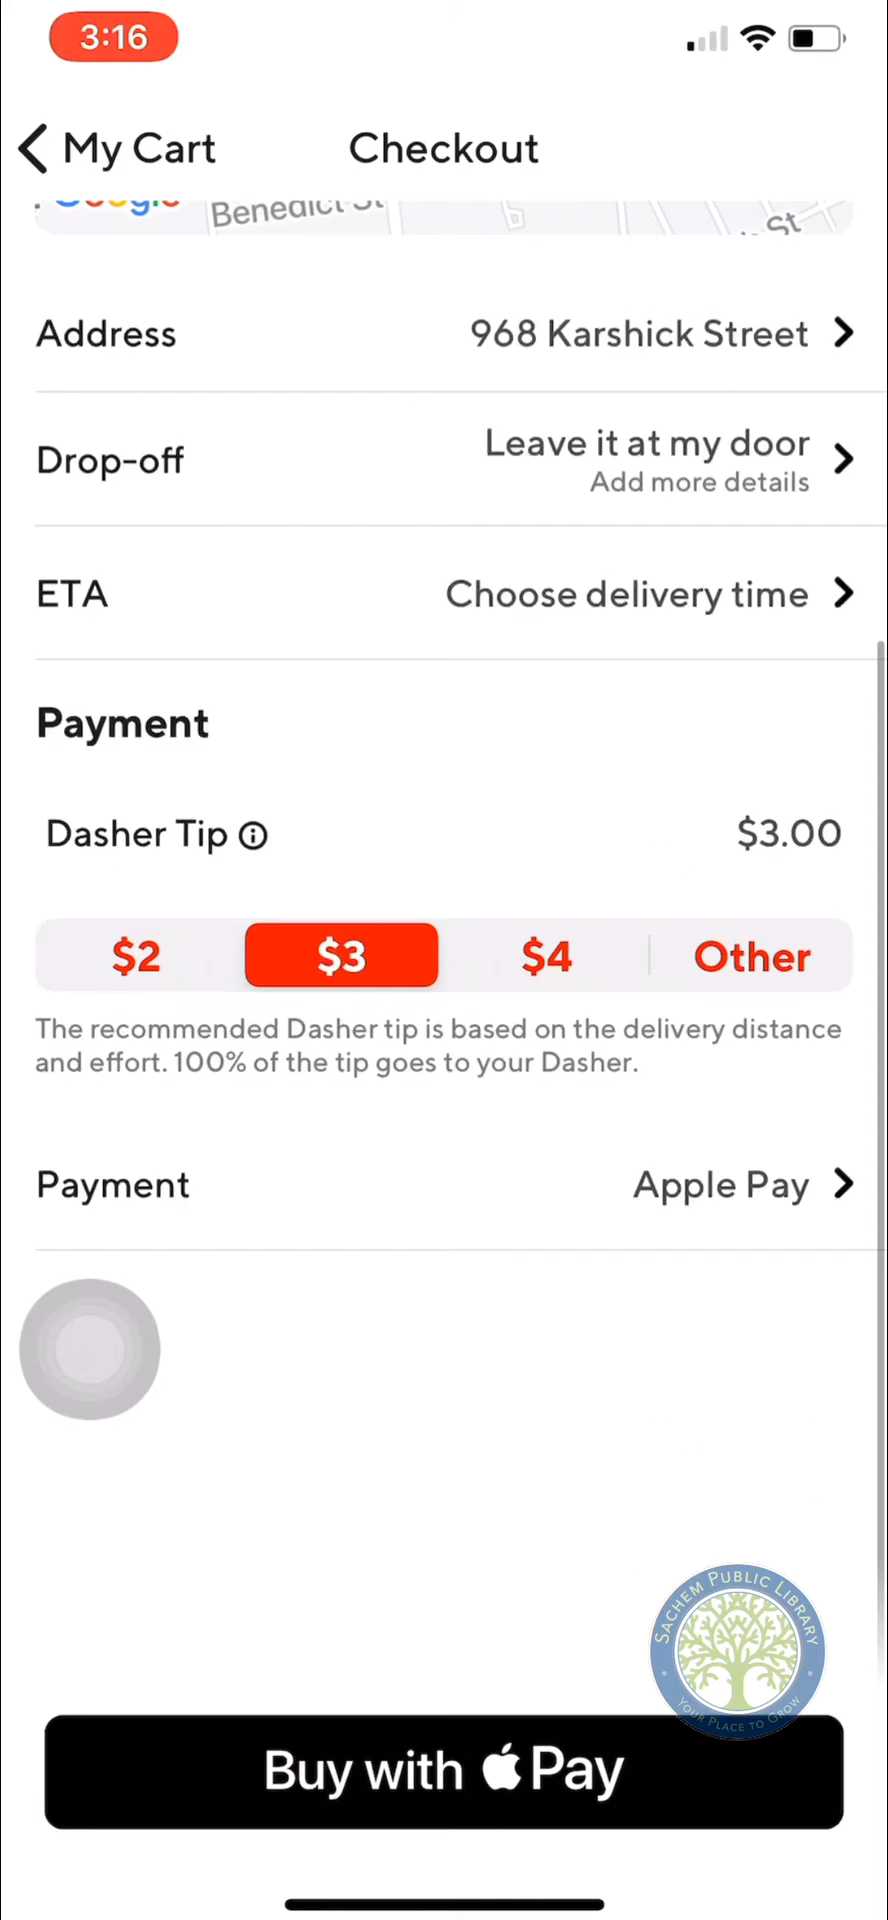 3:16
My Cart
Checkout
Google
Benedict St
St
Address
968 Karshick Street
Drop-off
Leave it at my door
Add more details
ETA
Choose delivery time
Payment
Dasher Tip
$3.00
$2
$3
$4
Other
The recommended Dasher tip is based on the delivery distance
and effort. 100% of the tip goes to your Dasher.
Payment
Apple Pay
SACHEM PUBLIC LIBRARY
YOUR PLACE TO GROW
Buy with Pay